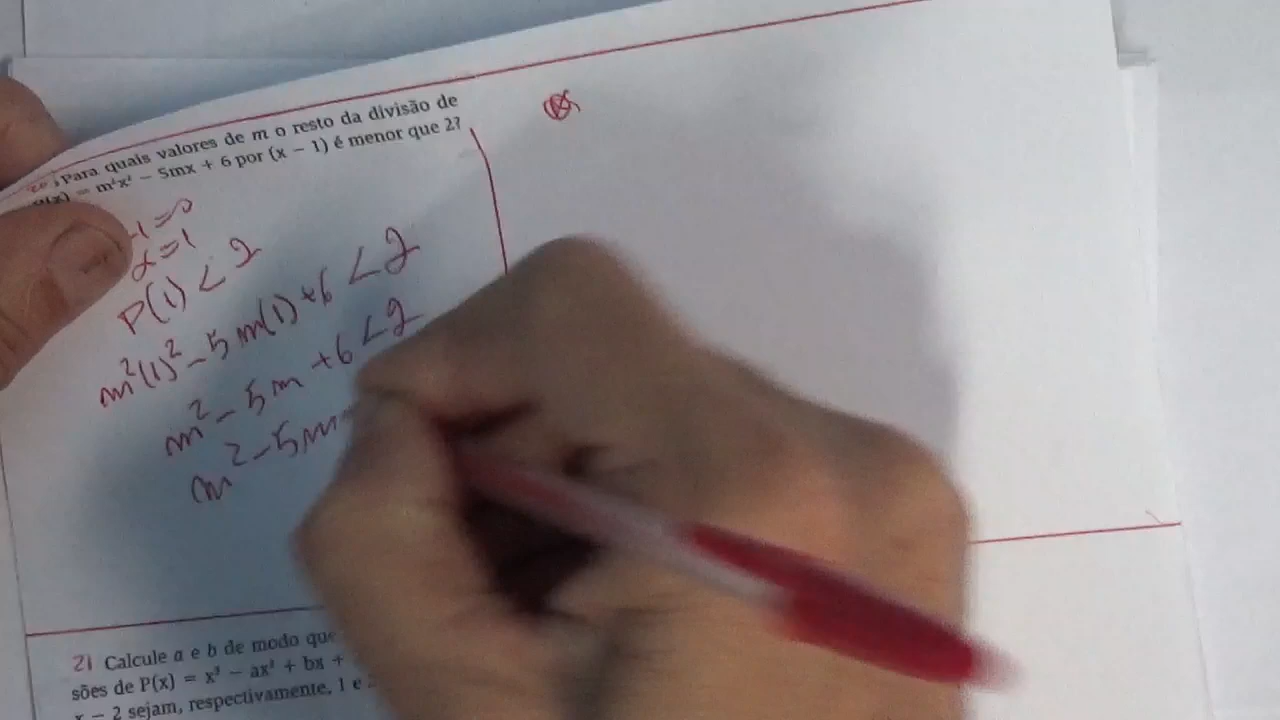 20 Para quais valores de m o resto da divisão de
P(x) = m²x² − 5mx + 6 por (x − 1) é menor que 2?
-1=0
x=1
P(1) < 2
m²(1)² - 5m(1) + 6 < 2
m² - 5m + 6 < 2
m² - 5m
21 Calcule a e b de modo que
sões de P(x) = x³ − ax² + bx +
x − 2 sejam, respectivamente, 1 e